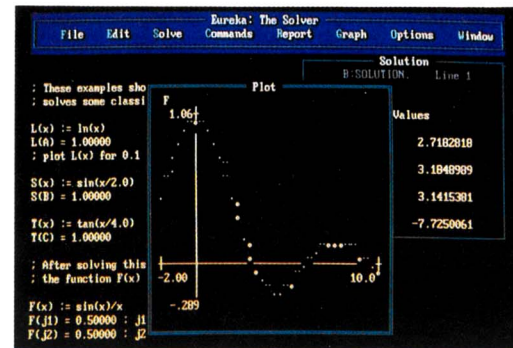 Eureka: The Solver
File Edit Solve Commands Report Graph Options Window
Solution
B:SOLUTION. Line 1
; These examples sho
; solves some classi
L(x) := ln(x)
L(A) = 1.00000
; plot L(x) for 0.1
S(x) := sin(x/2.0)
S(B) = 1.00000
T(x) := tan(x/4.0)
T(C) = 1.00000
; After solving this
; the function F(x)
F(x) := sin(x)/x
F(j1) = 0.50000 : j1
F(j2) = 0.50000 : j2
Plot
F
1.06
-2.00
10.0
-.289
Values
2.7182818
3.1848989
3.1415381
-7.7250061